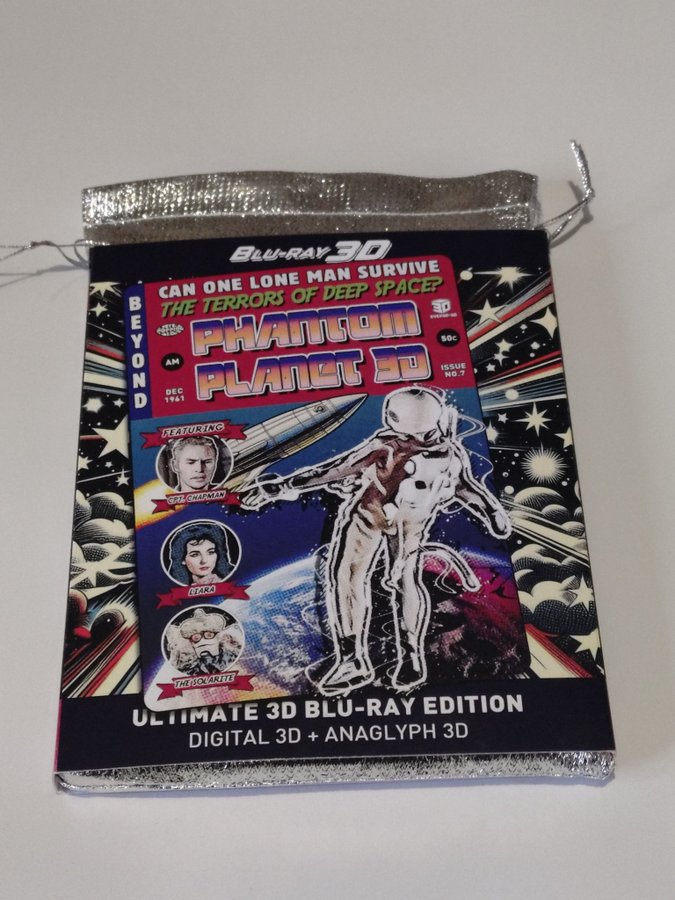 BLU-RAY 3D
CAN ONE LONE MAN SURVIVE
THE TERRORS OF DEEP SPACE?
BEYOND
PHANTOM
PLANET 3D
3D
AM
50c
DEC
1961
ISSUE
NO.7
FEATURING
CPT. CHAPMAN
LIARA
THE SOLARITE
ULTIMATE 3D BLU-RAY EDITION
DIGITAL 3D + ANAGLYPH 3D